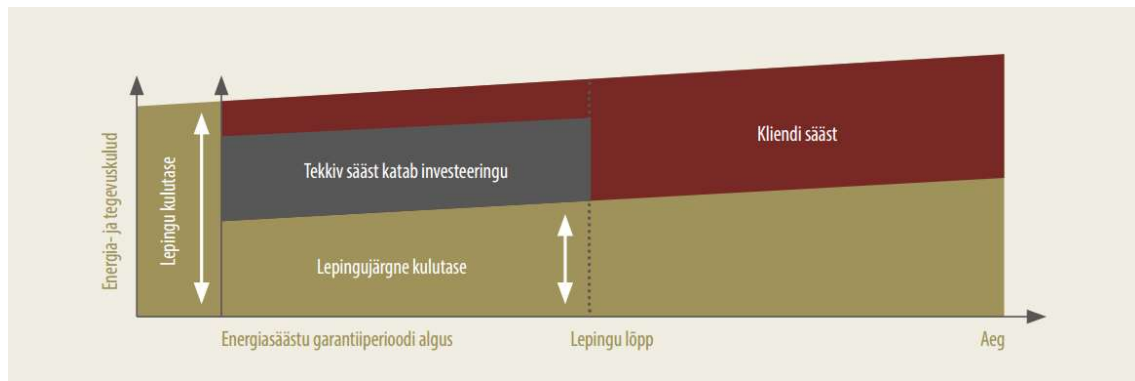 Energia- ja tegevuskulud
Lepingu kulutase
Tekkiv sääst katab investeeringu
Kliendi sääst
Lepingujärgne kulutase
Energiasäästu garantiiperioodi algus
Lepingu lõpp
Aeg